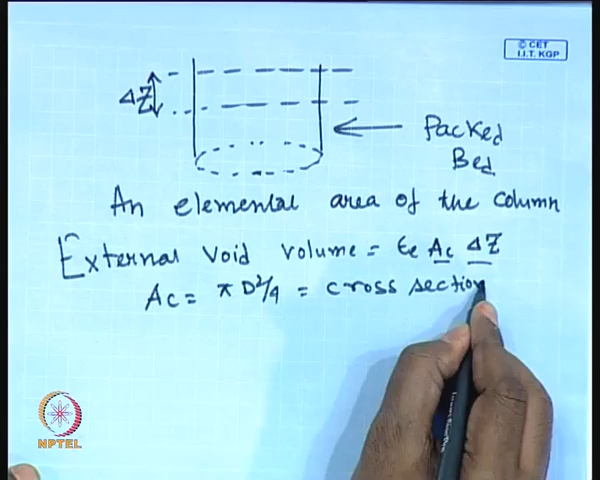 © CET
I.I.T. KGP
ΔZ
Packed
Bed
An elemental area of the column
External void volume = εe Ac ΔZ
Ac = π D²/4 = cross section
NPTEL